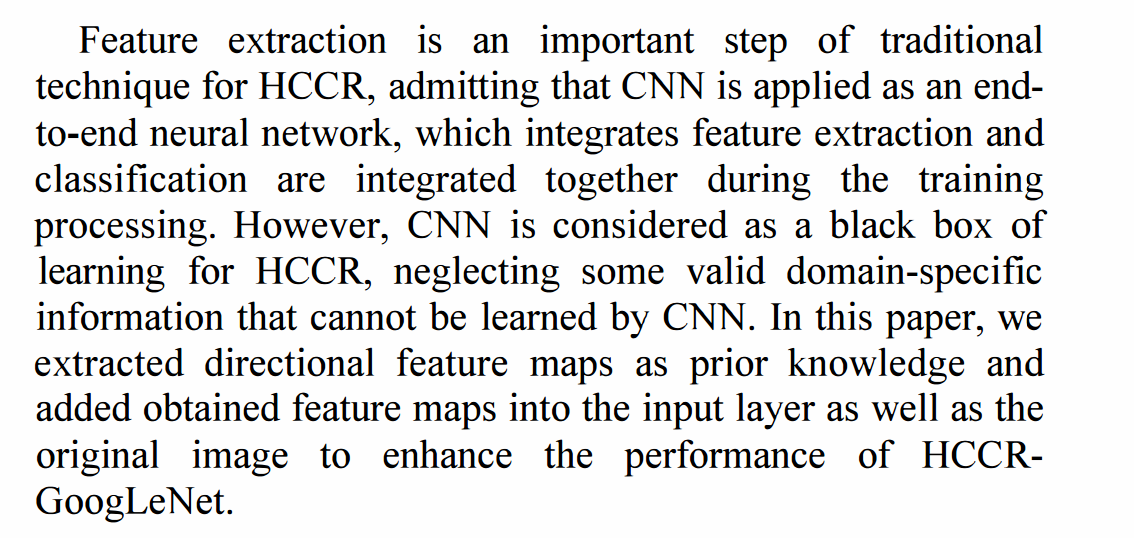 Feature extraction is an important step of traditional
technique for HCCR, admitting that CNN is applied as an end-
to-end neural network, which integrates feature extraction and
classification are integrated together during the training
processing. However, CNN is considered as a black box of
learning for HCCR, neglecting some valid domain-specific
information that cannot be learned by CNN. In this paper, we
extracted directional feature maps as prior knowledge and
added obtained feature maps into the input layer as well as the
original image to enhance the performance of HCCR-
GoogLeNet.